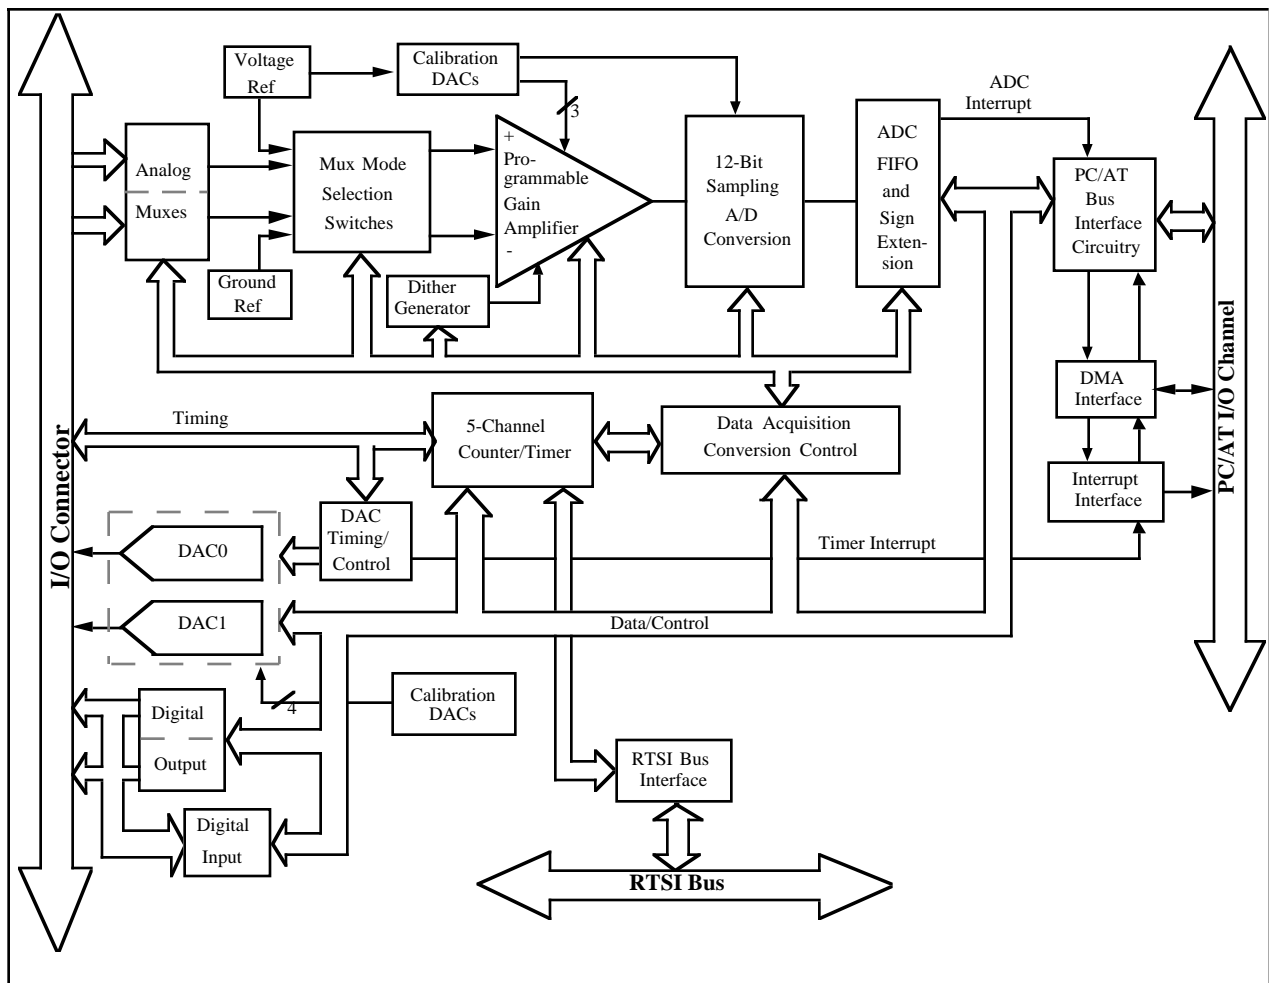 Voltage
Ref
Calibration
DACs
3
ADC
Interrupt
Analog
Muxes
Mux Mode
Selection
Switches
+
Pro-
grammable
Gain
Amplifier
-
12-Bit
Sampling
A/D
Conversion
ADC
FIFO
and
Sign
Exten-
sion
PC/AT
Bus
Interface
Circuitry
Ground
Ref
Dither
Generator
DMA
Interface
Timing
5-Channel
Counter/Timer
Data Acquisition
Conversion Control
Interrupt
Interface
I/O Connector
PC/AT I/O Channel
DAC
Timing/
Control
DAC0
Timer Interrupt
DAC1
Data/Control
4
Calibration
DACs
Digital
Output
RTSI Bus
Interface
Digital
Input
RTSI Bus